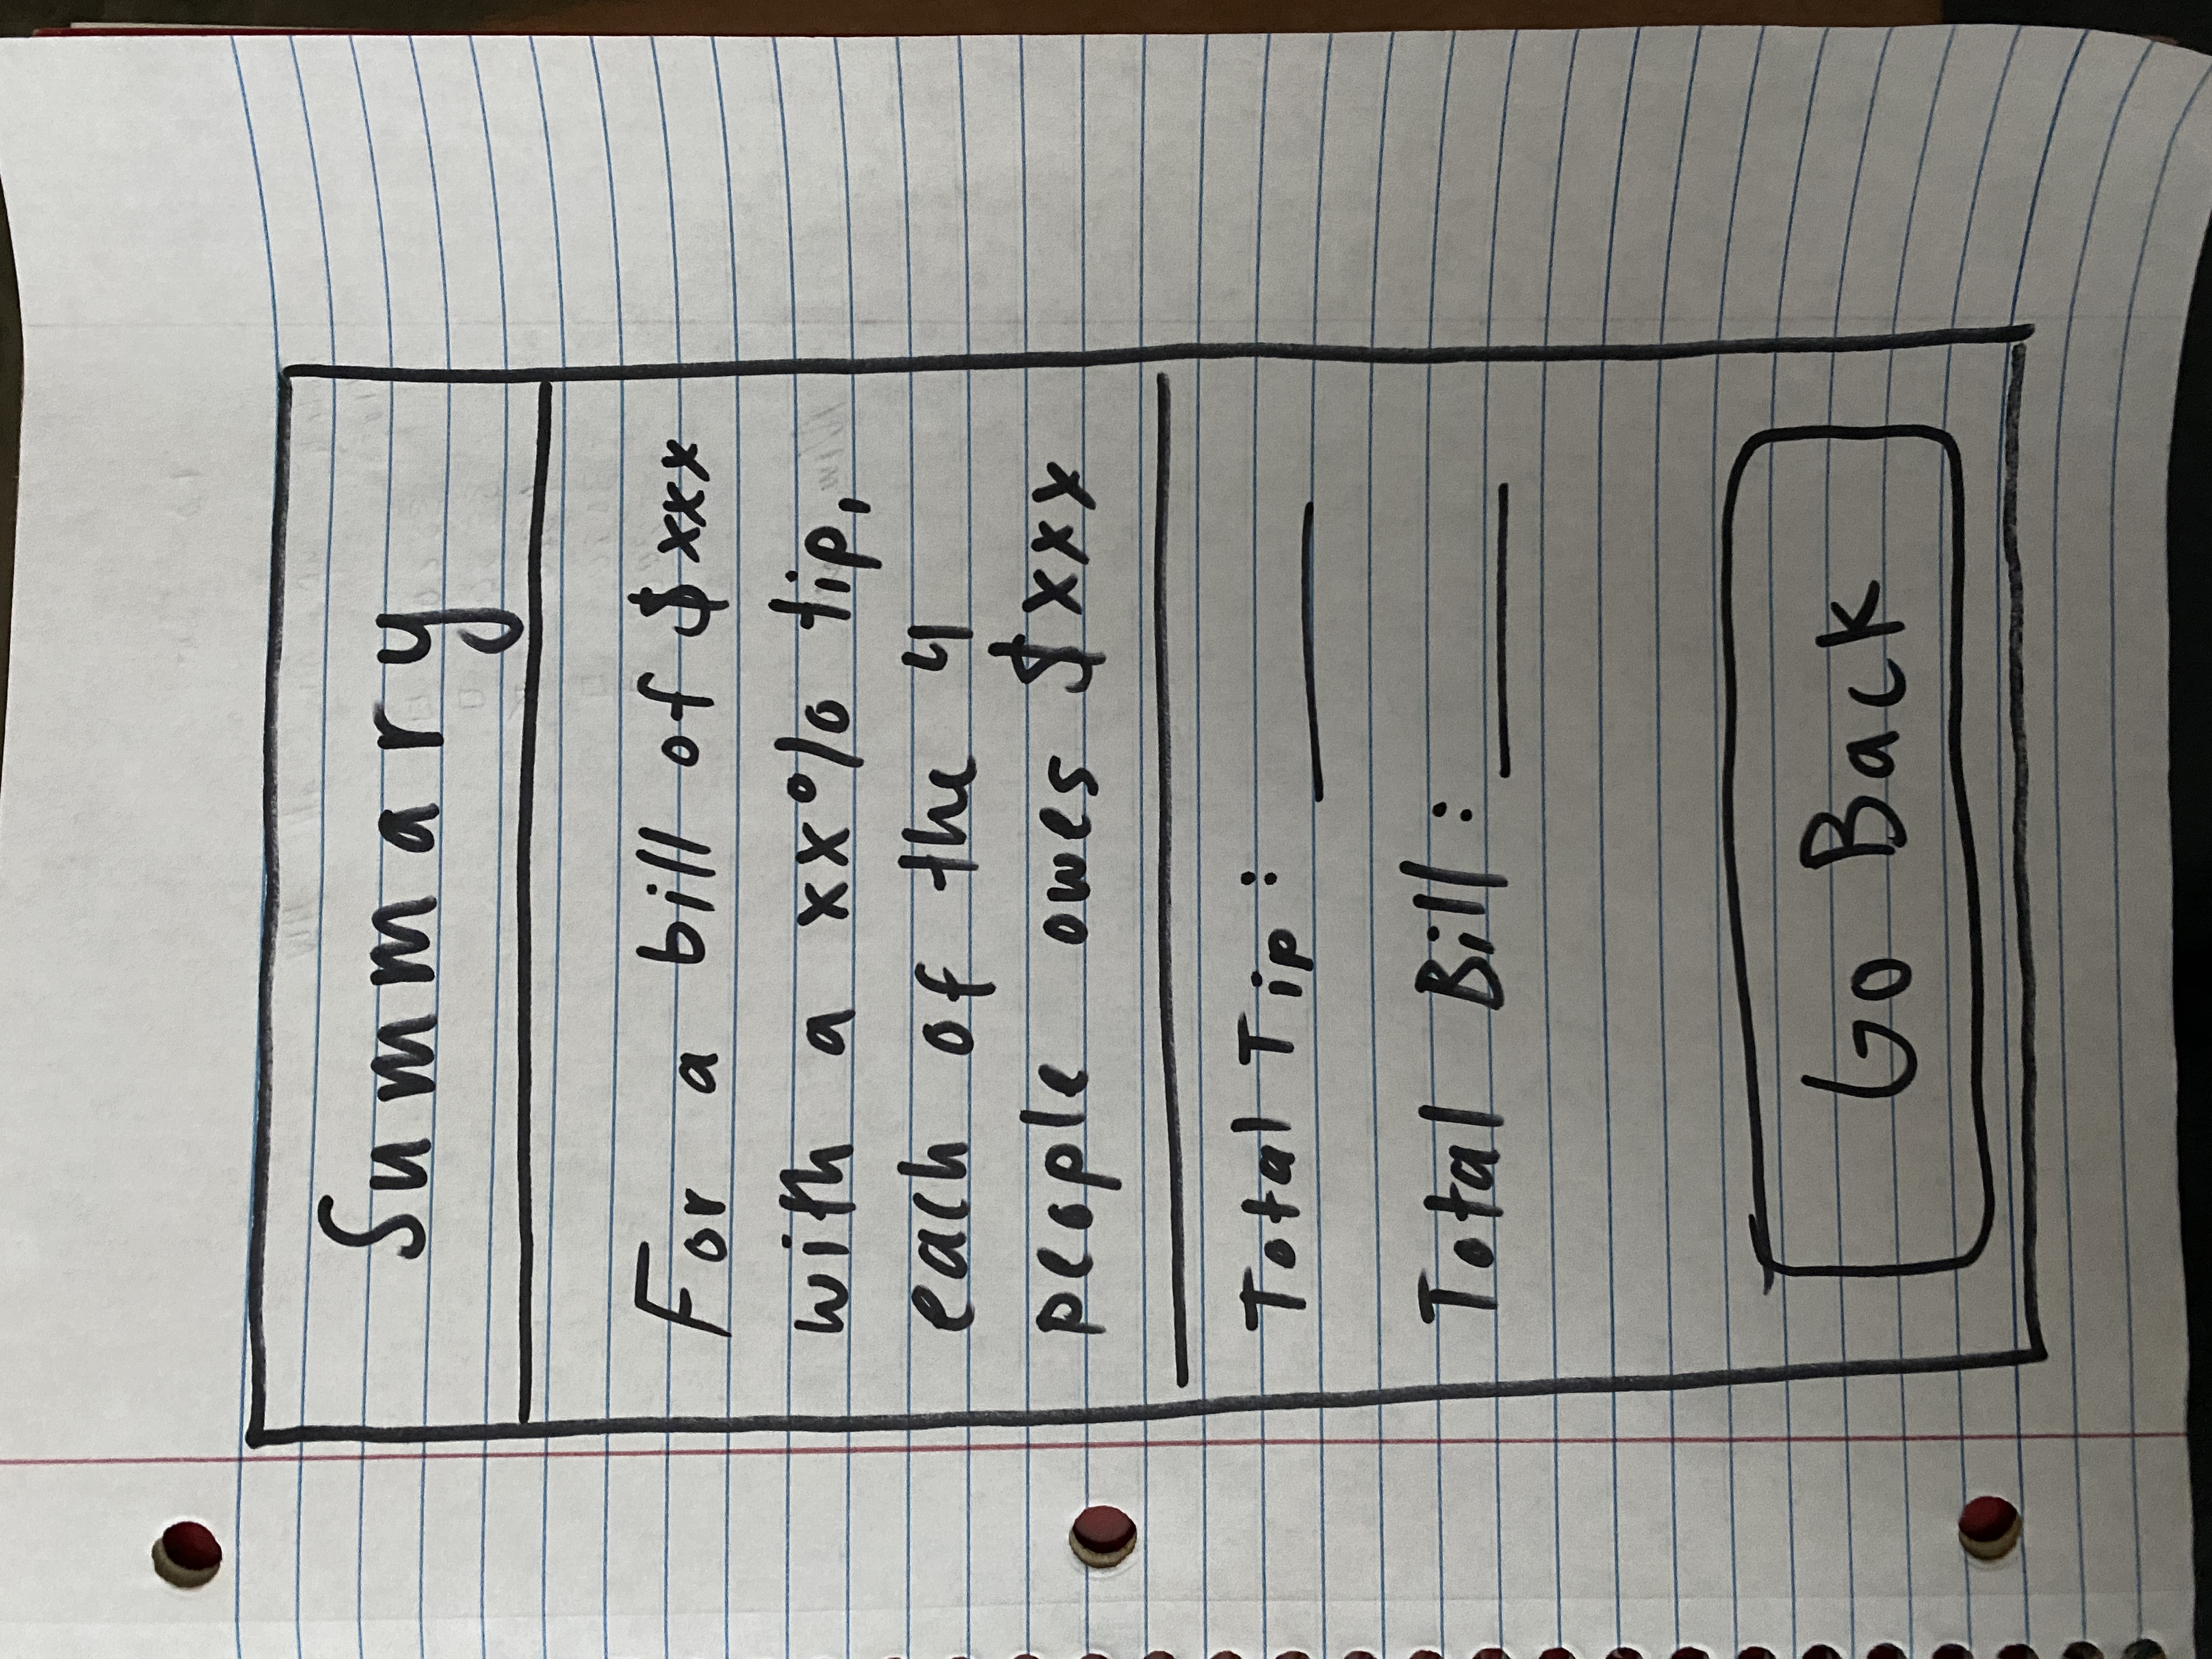 Summary
For a bill of $xxx
with a xx% tip,
each of the 4
people owes $xxx
Total Tip: ______
Total Bill: ______
Go Back